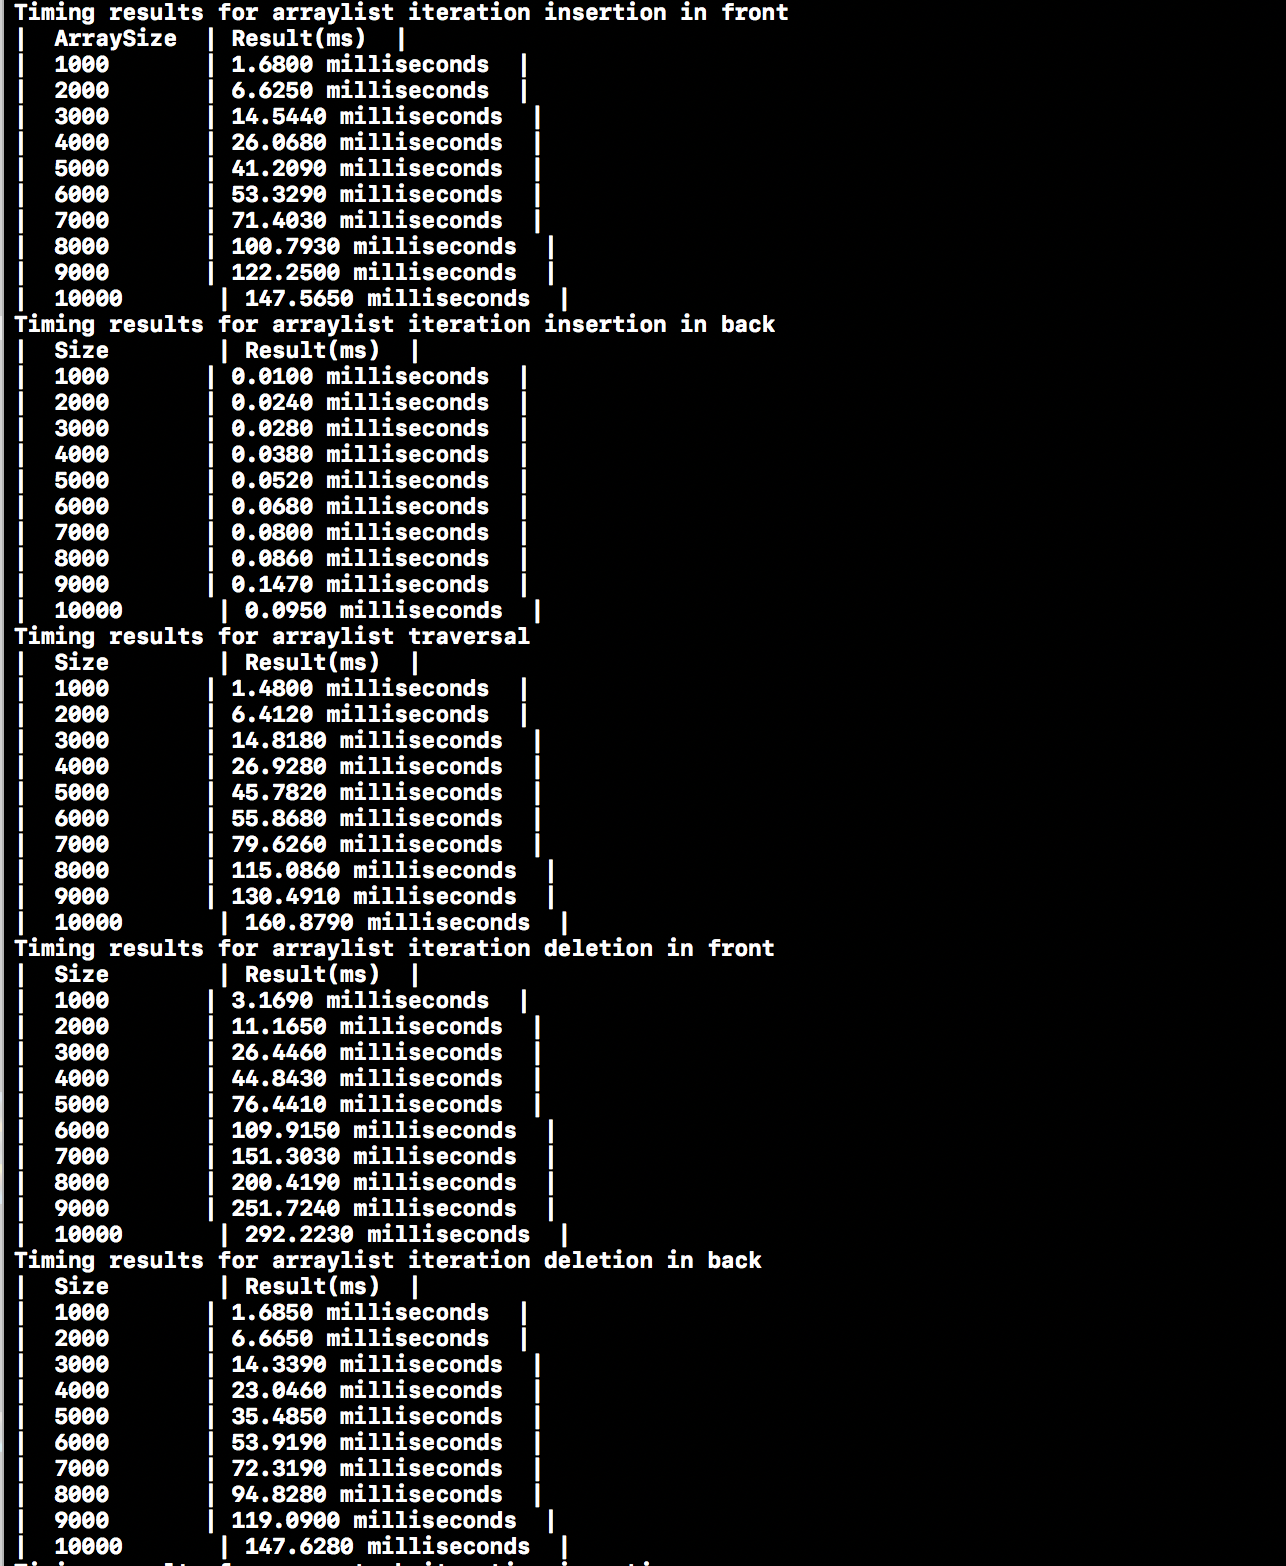 Timing results for arraylist iteration insertion in front
| ArraySize | Result(ms) |
| 1000 | 1.6800 milliseconds |
| 2000 | 6.6250 milliseconds |
| 3000 | 14.5440 milliseconds |
| 4000 | 26.0680 milliseconds |
| 5000 | 41.2090 milliseconds |
| 6000 | 53.3290 milliseconds |
| 7000 | 71.4030 milliseconds |
| 8000 | 100.7930 milliseconds |
| 9000 | 122.2500 milliseconds |
| 10000 | 147.5650 milliseconds |
Timing results for arraylist iteration insertion in back
| Size | Result(ms) |
| 1000 | 0.0100 milliseconds |
| 2000 | 0.0240 milliseconds |
| 3000 | 0.0280 milliseconds |
| 4000 | 0.0380 milliseconds |
| 5000 | 0.0520 milliseconds |
| 6000 | 0.0680 milliseconds |
| 7000 | 0.0800 milliseconds |
| 8000 | 0.0860 milliseconds |
| 9000 | 0.1470 milliseconds |
| 10000 | 0.0950 milliseconds |
Timing results for arraylist traversal
| Size | Result(ms) |
| 1000 | 1.4800 milliseconds |
| 2000 | 6.4120 milliseconds |
| 3000 | 14.8180 milliseconds |
| 4000 | 26.9280 milliseconds |
| 5000 | 45.7820 milliseconds |
| 6000 | 55.8680 milliseconds |
| 7000 | 79.6260 milliseconds |
| 8000 | 115.0860 milliseconds |
| 9000 | 130.4910 milliseconds |
| 10000 | 160.8790 milliseconds |
Timing results for arraylist iteration deletion in front
| Size | Result(ms) |
| 1000 | 3.1690 milliseconds |
| 2000 | 11.1650 milliseconds |
| 3000 | 26.4460 milliseconds |
| 4000 | 44.8430 milliseconds |
| 5000 | 76.4410 milliseconds |
| 6000 | 109.9150 milliseconds |
| 7000 | 151.3030 milliseconds |
| 8000 | 200.4190 milliseconds |
| 9000 | 251.7240 milliseconds |
| 10000 | 292.2230 milliseconds |
Timing results for arraylist iteration deletion in back
| Size | Result(ms) |
| 1000 | 1.6850 milliseconds |
| 2000 | 6.6650 milliseconds |
| 3000 | 14.3390 milliseconds |
| 4000 | 23.0460 milliseconds |
| 5000 | 35.4850 milliseconds |
| 6000 | 53.9190 milliseconds |
| 7000 | 72.3190 milliseconds |
| 8000 | 94.8280 milliseconds |
| 9000 | 119.0900 milliseconds |
| 10000 | 147.6280 milliseconds |